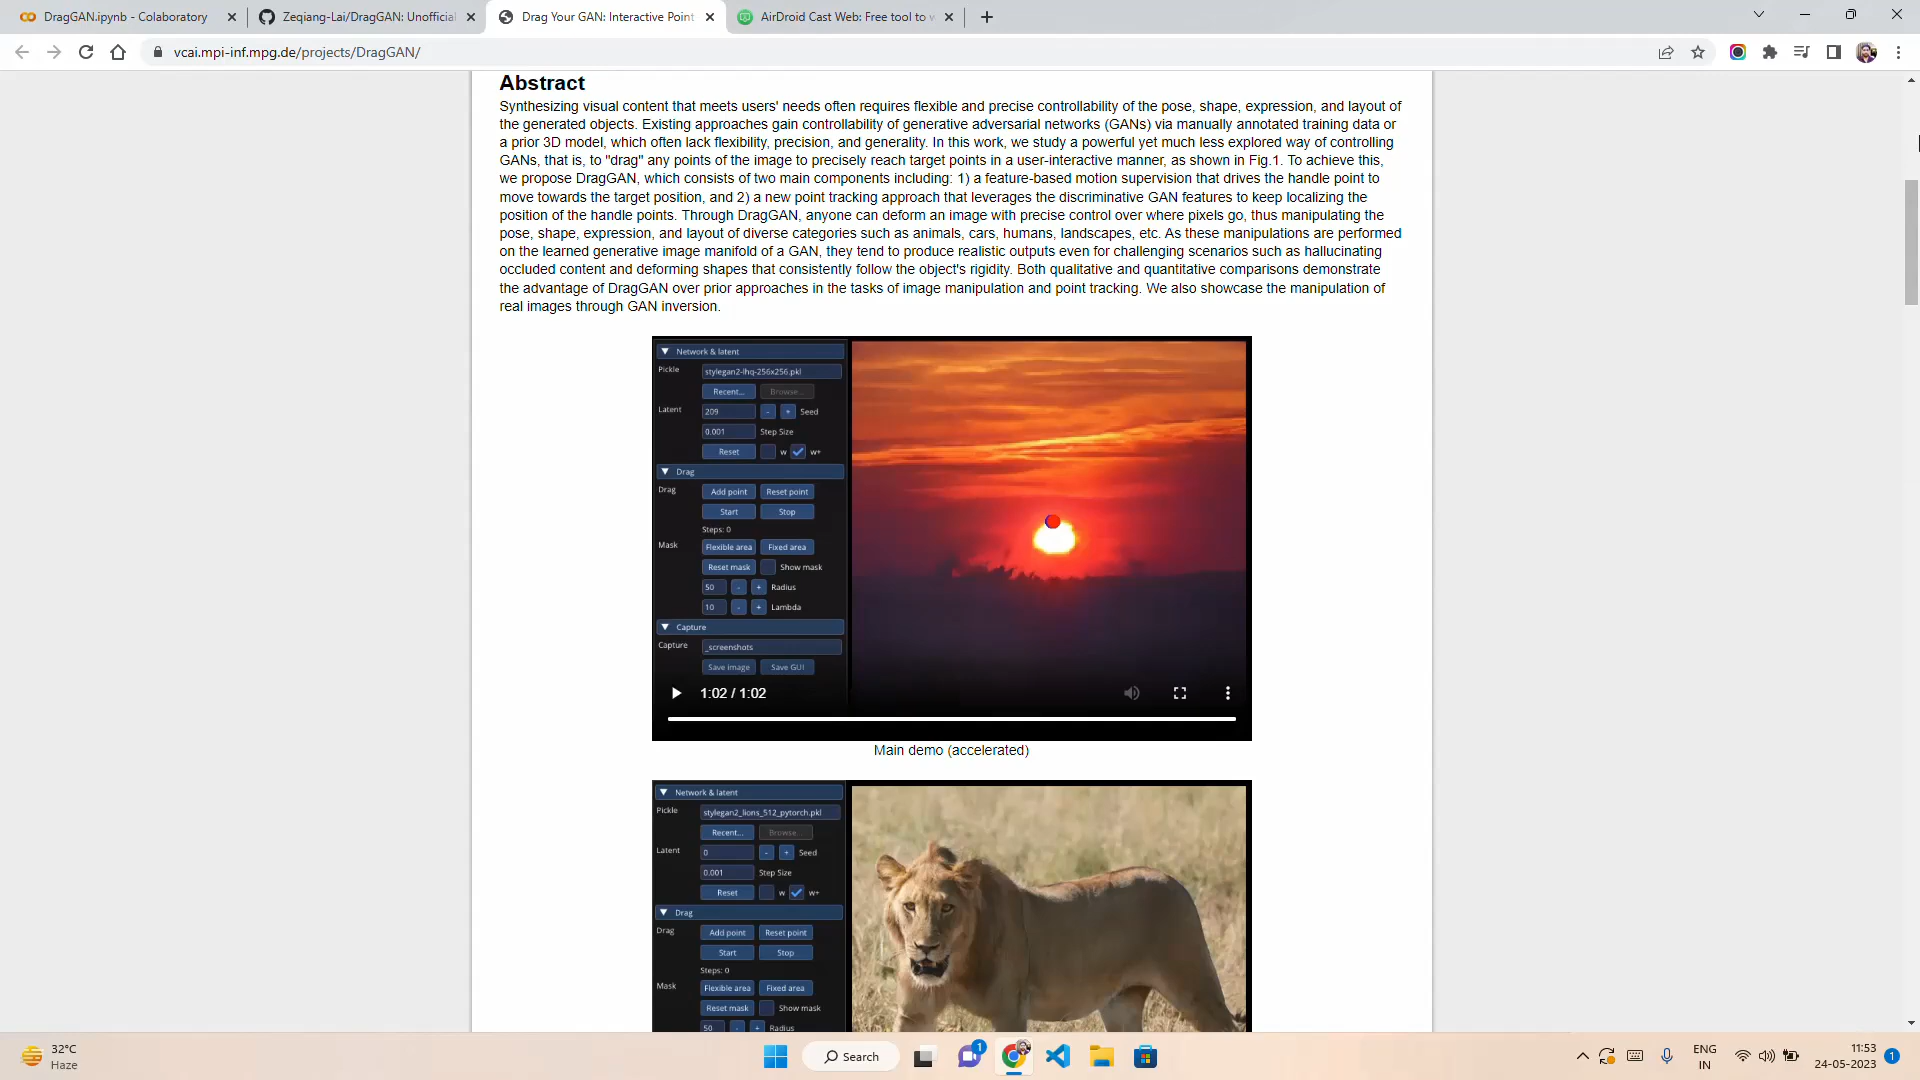 DragGAN.ipynb - Colaboratory
Zeqiang-Lai/DragGAN: Unofficial
Drag Your GAN: Interactive Point
AirDroid Cast Web: Free tool to
vcai.mpi-inf.mpg.de/projects/DragGAN/
Abstract
Synthesizing visual content that meets users' needs often requires flexible and precise controllability of the pose, shape, expression, and layout of
the generated objects. Existing approaches gain controllability of generative adversarial networks (GANs) via manually annotated training data or
a prior 3D model, which often lack flexibility, precision, and generality. In this work, we study a powerful yet much less explored way of controlling
GANs, that is, to "drag" any points of the image to precisely reach target points in a user-interactive manner, as shown in Fig.1. To achieve this,
we propose DragGAN, which consists of two main components including: 1) a feature-based motion supervision that drives the handle point to
move towards the target position, and 2) a new point tracking approach that leverages the discriminative GAN features to keep localizing the
position of the handle points. Through DragGAN, anyone can deform an image with precise control over where pixels go, thus manipulating the
pose, shape, expression, and layout of diverse categories such as animals, cars, humans, landscapes, etc. As these manipulations are performed
on the learned generative image manifold of a GAN, they tend to produce realistic outputs even for challenging scenarios such as hallucinating
occluded content and deforming shapes that consistently follow the object's rigidity. Both qualitative and quantitative comparisons demonstrate
the advantage of DragGAN over prior approaches in the tasks of image manipulation and point tracking. We also showcase the manipulation of
real images through GAN inversion.
Network & latent
Pickle stylegan2-lhq-256x256.pkl
Recent... Browse...
Latent 209 - + Seed
0.001 Step Size
Reset w w+
Drag
Drag Add point Reset point
Start Stop
Steps: 0
Mask Flexible area Fixed area
Reset mask Show mask
50 - + Radius
10 - + Lambda
Capture
Capture _screenshots
Save image Save GUI
1:02 / 1:02
Main demo (accelerated)
Network & latent
Pickle stylegan2_lions_512_pytorch.pkl
Recent... Browse
Latent 0 - + Seed
0.001 Step Size
Reset w w+
Drag
Drag Add point Reset point
Start Stop
Steps: 0
Mask Flexible area Fixed area
Reset mask Show mask
50 - + Radius
32°C
Haze
Search
1
ENG
IN
11:53
24-05-2023
1